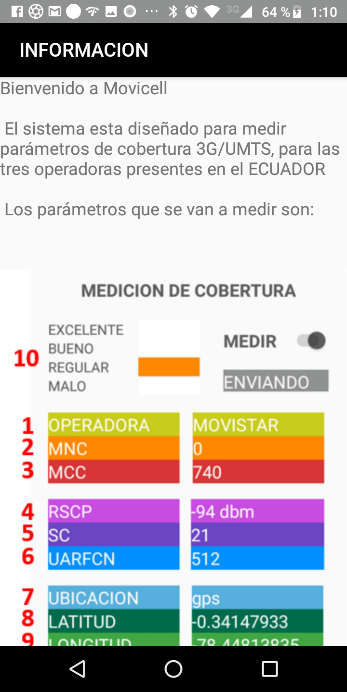 3G 64 % 1:10
INFORMACION
Bienvenido a Movicell
El sistema esta diseñado para medir
parámetros de cobertura 3G/UMTS, para las
tres operadoras presentes en el ECUADOR
Los parámetros que se van a medir son:
MEDICION DE COBERTURA
10
EXCELENTE
BUENO
REGULAR
MALO
MEDIR
ENVIANDO
1 OPERADORA MOVISTAR
2 MNC 0
3 MCC 740
4 RSCP -94 dbm
5 SC 21
6 UARFCN 512
7 UBICACION gps
8 LATITUD -0.34147933
9 LONGITUD -78.44813835